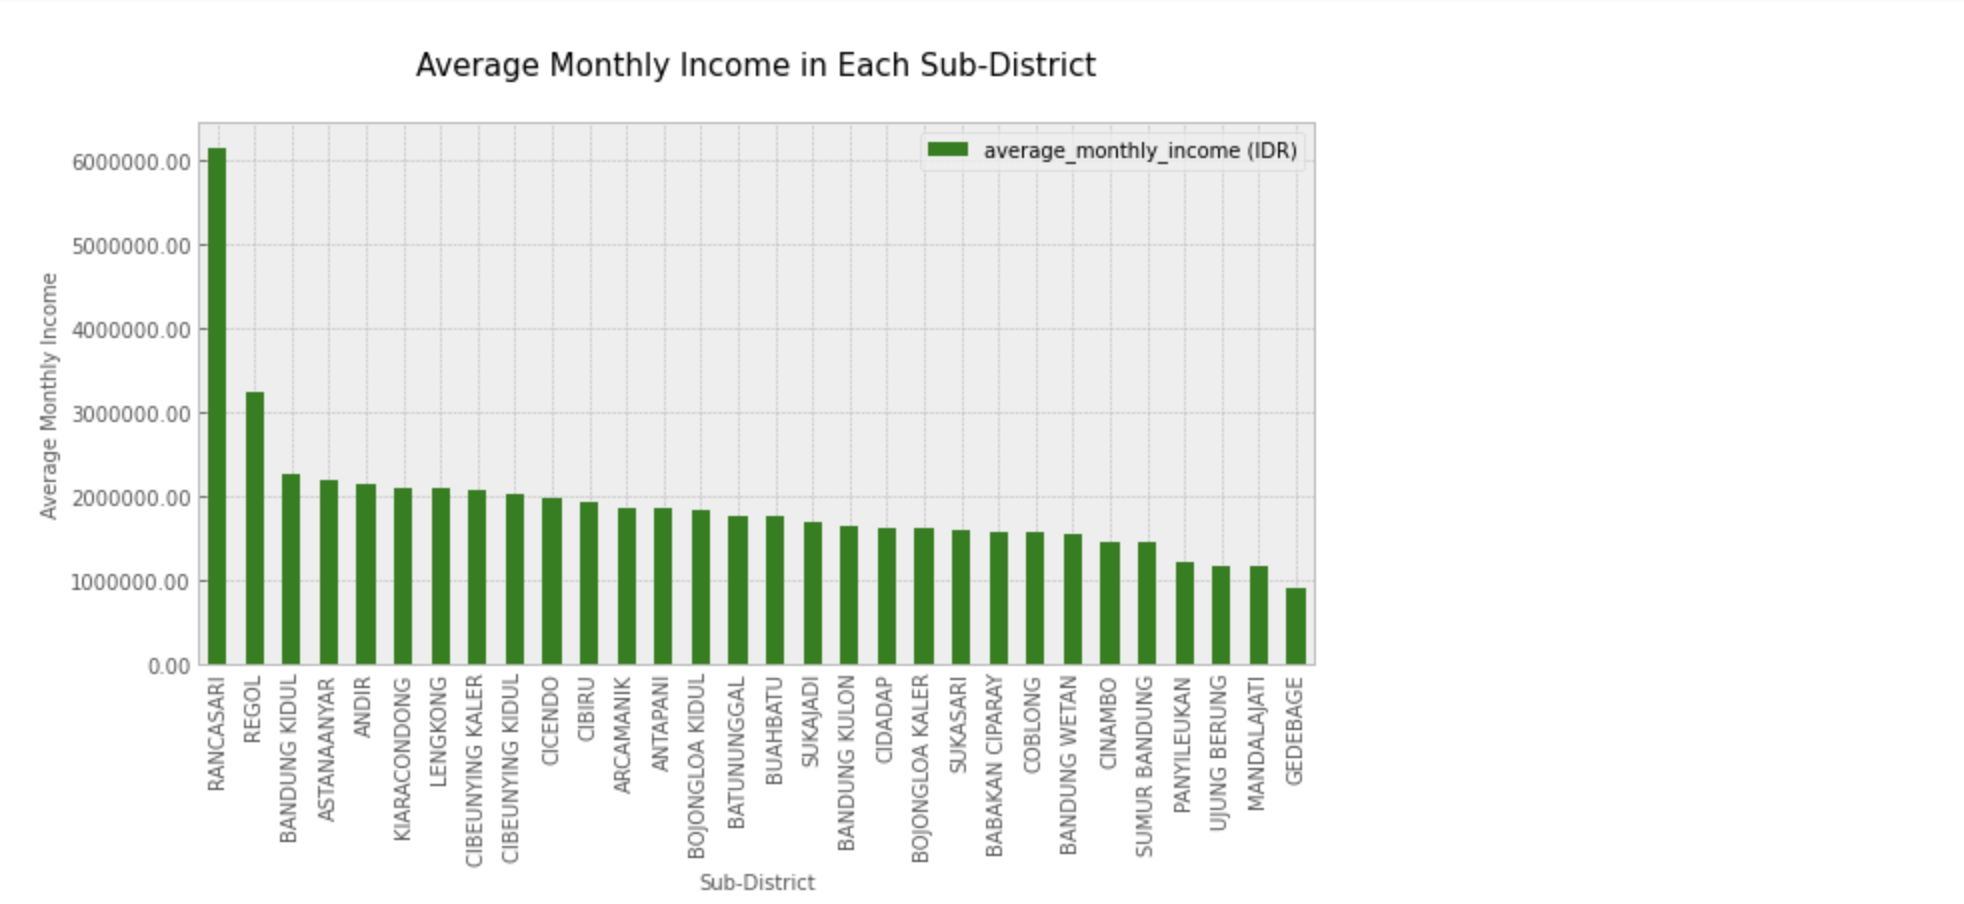 Average Monthly Income in Each Sub-District
average_monthly_income (IDR)
Average Monthly Income
6000000.00
5000000.00
4000000.00
3000000.00
2000000.00
1000000.00
0.00
RANCASARI
REGOL
BANDUNG KIDUL
ASTANAANYAR
ANDIR
KIARACONDONG
LENGKONG
CIBEUNYING KALER
CIBEUNYING KIDUL
CICENDO
CIBIRU
ARCAMANIK
ANTAPANI
BOJONGLOA KIDUL
BATUNUNGGAL
BUAHBATU
SUKAJADI
BANDUNG KULON
CIDADAP
BOJONGLOA KALER
SUKASARI
BABAKAN CIPARAY
COBLONG
BANDUNG WETAN
CINAMBO
SUMUR BANDUNG
PANYILEUKAN
UJUNG BERUNG
MANDALAJATI
GEDEBAGE
Sub-District